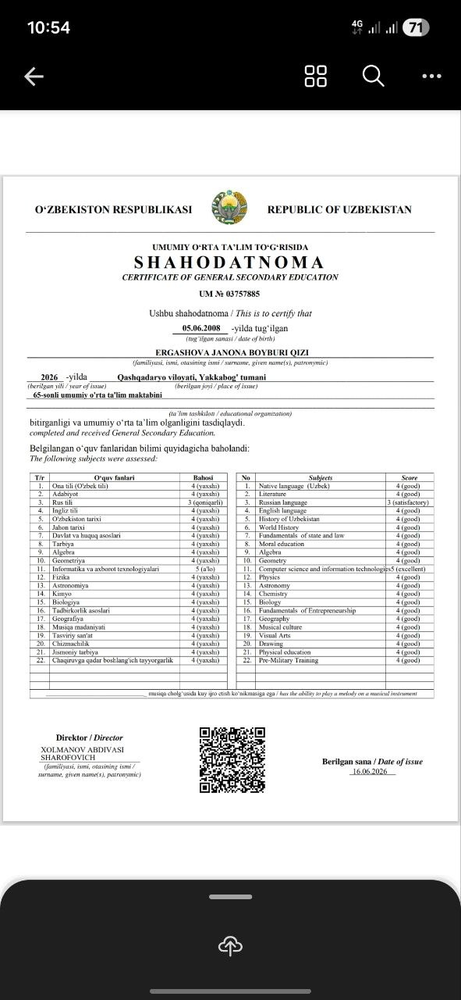 10:54
4G
71
O‘ZBEKISTON RESPUBLIKASI REPUBLIC OF UZBEKISTAN
UMUMIY O‘RTA TA’LIM TO‘G‘RISIDA
SHAHODATNOMA
CERTIFICATE OF GENERAL SECONDARY EDUCATION
UM № 03757885
Ushbu shahodatnoma / This is to certify that
05.06.2008 -yilda tug‘ilgan
(tug‘ilgan sanasi / date of birth)
ERGASHOVA JANONA BOYBURI QIZI
(familiyasi, ismi, otasining ismi / surname, given name(s), patronymic)
2026 -yilda Qashqadaryo viloyati, Yakkabog' tumani
(berilgan yili / year of issue) (berilgan joyi / place of issue)
65-sonli umumiy o'rta ta'lim maktabini
(ta’lim tashkiloti / educational organization)
bitirganligi va umumiy o‘rta ta’lim olganligini tasdiqlaydi.
completed and received General Secondary Education.
Belgilangan o‘quv fanlaridan bilimi quyidagicha baholandi:
The following subjects were assessed:
T/r O‘quv fanlari Bahosi No Subjects Score
1. Ona tili (O'zbek tili) 4 (yaxshi) 1. Native language (Uzbek) 4 (good)
2. Adabiyot 4 (yaxshi) 2. Literature 4 (good)
3. Rus tili 3 (qoniqarli) 3. Russian language 3 (satisfactory)
4. Ingliz tili 4 (yaxshi) 4. English language 4 (good)
5. O'zbekiston tarixi 4 (yaxshi) 5. History of Uzbekistan 4 (good)
6. Jahon tarixi 4 (yaxshi) 6. World History 4 (good)
7. Davlat va huquq asoslari 4 (yaxshi) 7. Fundamentals of state and law 4 (good)
8. Tarbiya 4 (yaxshi) 8. Moral education 4 (good)
9. Algebra 4 (yaxshi) 9. Algebra 4 (good)
10. Geometriya 4 (yaxshi) 10. Geometry 4 (good)
11. Informatika va axborot texnologiyalari 5 (a'lo) 11. Computer science and information technologies 5 (excellent)
12. Fizika 4 (yaxshi) 12. Physics 4 (good)
13. Astronomiya 4 (yaxshi) 13. Astronomy 4 (good)
14. Kimyo 4 (yaxshi) 14. Chemistry 4 (good)
15. Biologiya 4 (yaxshi) 15. Biology 4 (good)
16. Tadbirkorlik asoslari 4 (yaxshi) 16. Fundamentals of Entrepreneurship 4 (good)
17. Geografiya 4 (yaxshi) 17. Geography 4 (good)
18. Musiqa madaniyati 4 (yaxshi) 18. Musical culture 4 (good)
19. Tasviriy san'at 4 (yaxshi) 19. Visual Arts 4 (good)
20. Chizmachilik 4 (yaxshi) 20. Drawing 4 (good)
21. Jismoniy tarbiya 4 (yaxshi) 21. Physical education 4 (good)
22. Chaqiruvga qadar boshlang'ich tayyorgarlik 4 (yaxshi) 22. Pre-Military Training 4 (good)
musiqa cholg‘usida kuy ijro etish ko‘nikmasiga ega / has the ability to play a melody on a musical instrument
Direktor / Director
XOLMANOV ABDIVASI
SHAROFOVICH
(familiyasi, ismi, otasining ismi /
surname, given name(s), patronymic)
Berilgan sana / Date of issue
16.06.2026